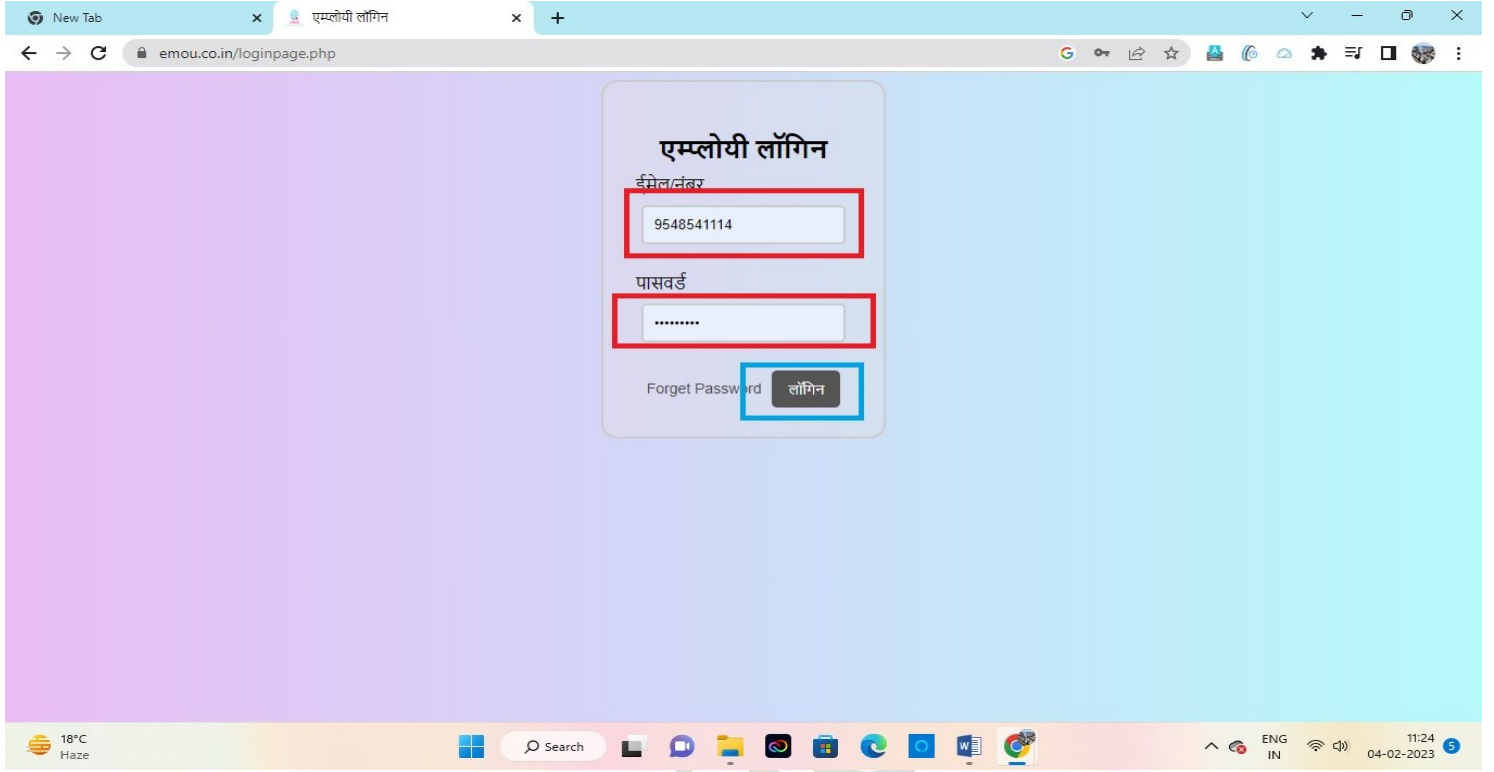 New Tab
एम्प्लोयी लॉगिन
emou.co.in/loginpage.php
एम्प्लोयी लॉगिन
ईमेल/नंबर
9548541114
पासवर्ड
Forget Password
लॉगिन
18°C
Haze
Search
ENG
IN
11:24
04-02-2023
5